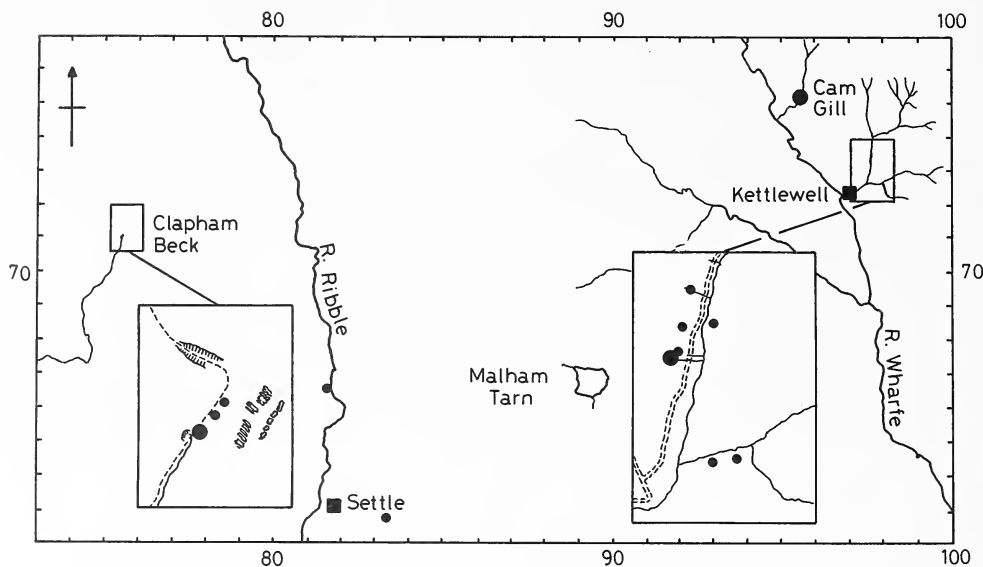 80
90
100
Cam
Gill
Kettlewell
Clapham
Beck
70
70
R. Ribble
R. Wharfe
Malham
Tarn
Settle
80
90
100